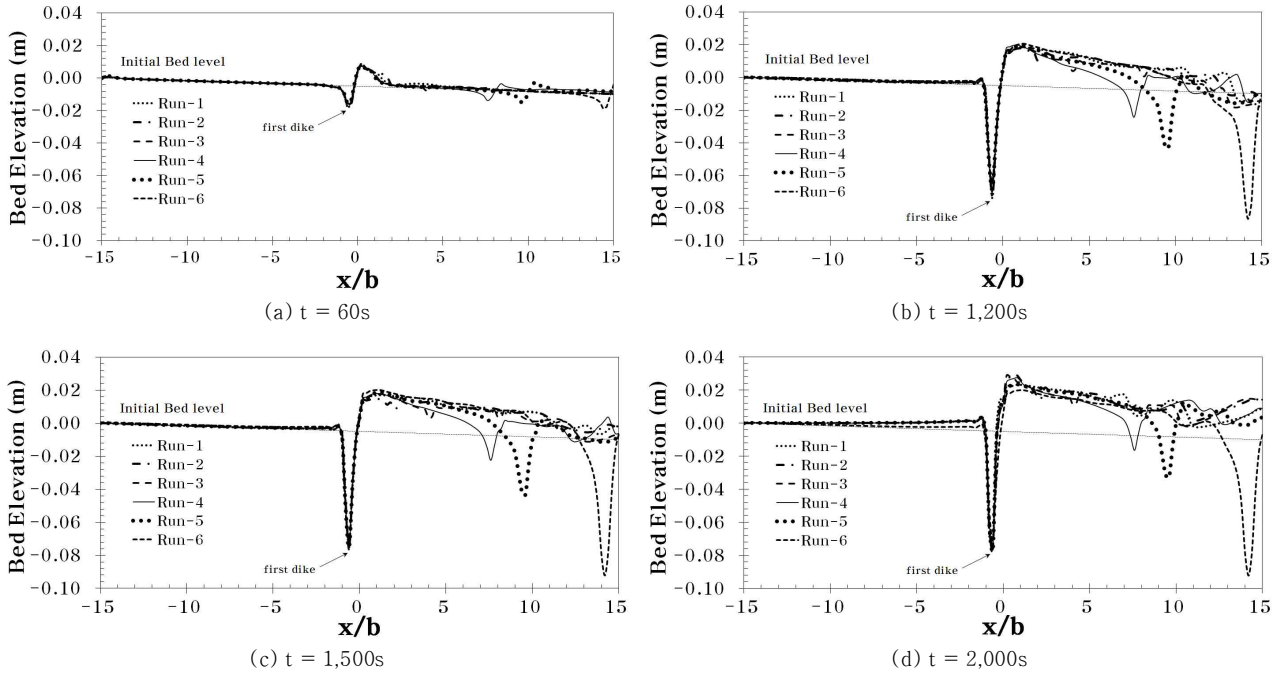 Bed Elevation (m)
0.04
0.02
0.00
−0.02
−0.04
−0.06
−0.08
−0.10
Initial Bed level
Run-1
Run-2
Run-3
Run-4
Run-5
Run-6
first dike
−15
−10
−5
0
5
10
15
x/b
(a) t = 60s
Bed Elevation (m)
0.04
0.02
0.00
−0.02
−0.04
−0.06
−0.08
−0.10
Initial Bed level
Run-1
Run-2
Run-3
Run-4
Run-5
Run-6
first dike
−15
−10
−5
0
5
10
15
x/b
(b) t = 1,200s
Bed Elevation (m)
0.04
0.02
0.00
−0.02
−0.04
−0.06
−0.08
−0.10
Initial Bed level
Run-1
Run-2
Run-3
Run-4
Run-5
Run-6
first dike
−15
−10
−5
0
5
10
15
x/b
(c) t = 1,500s
Bed Elevation (m)
0.04
0.02
0.00
−0.02
−0.04
−0.06
−0.08
−0.10
Initial Bed level
Run-1
Run-2
Run-3
Run-4
Run-5
Run-6
first dike
−15
−10
−5
0
5
10
15
x/b
(d) t = 2,000s